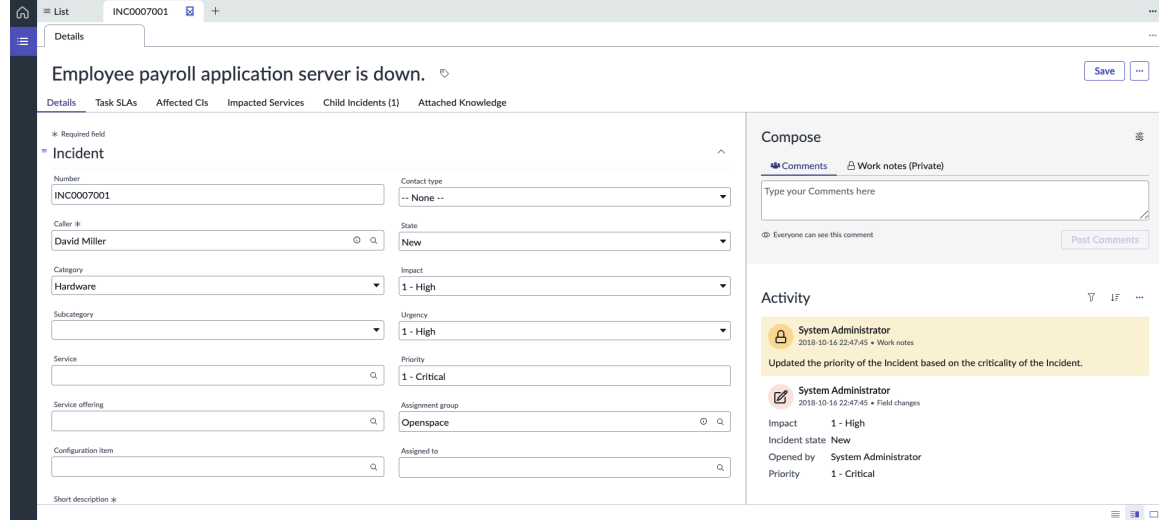 List
INC0007001
Details
Employee payroll application server is down.
Save
Details Task SLAs Affected CIs Impacted Services Child Incidents (1) Attached Knowledge
* Required field
Incident
Number
INC0007001
Contact type
-- None --
Caller *
David Miller
State
New
Category
Hardware
Impact
1 - High
Subcategory
Urgency
1 - High
Service
Priority
1 - Critical
Service offering
Assignment group
Openspace
Configuration item
Assigned to
Short description *
Compose
Comments Work notes (Private)
Type your Comments here
Everyone can see this comment
Post Comments
Activity
System Administrator
2018-10-16 22:47:45 • Work notes
Updated the priority of the Incident based on the criticality of the Incident.
System Administrator
2018-10-16 22:47:45 • Field changes
Impact 1 - High
Incident state New
Opened by System Administrator
Priority 1 - Critical